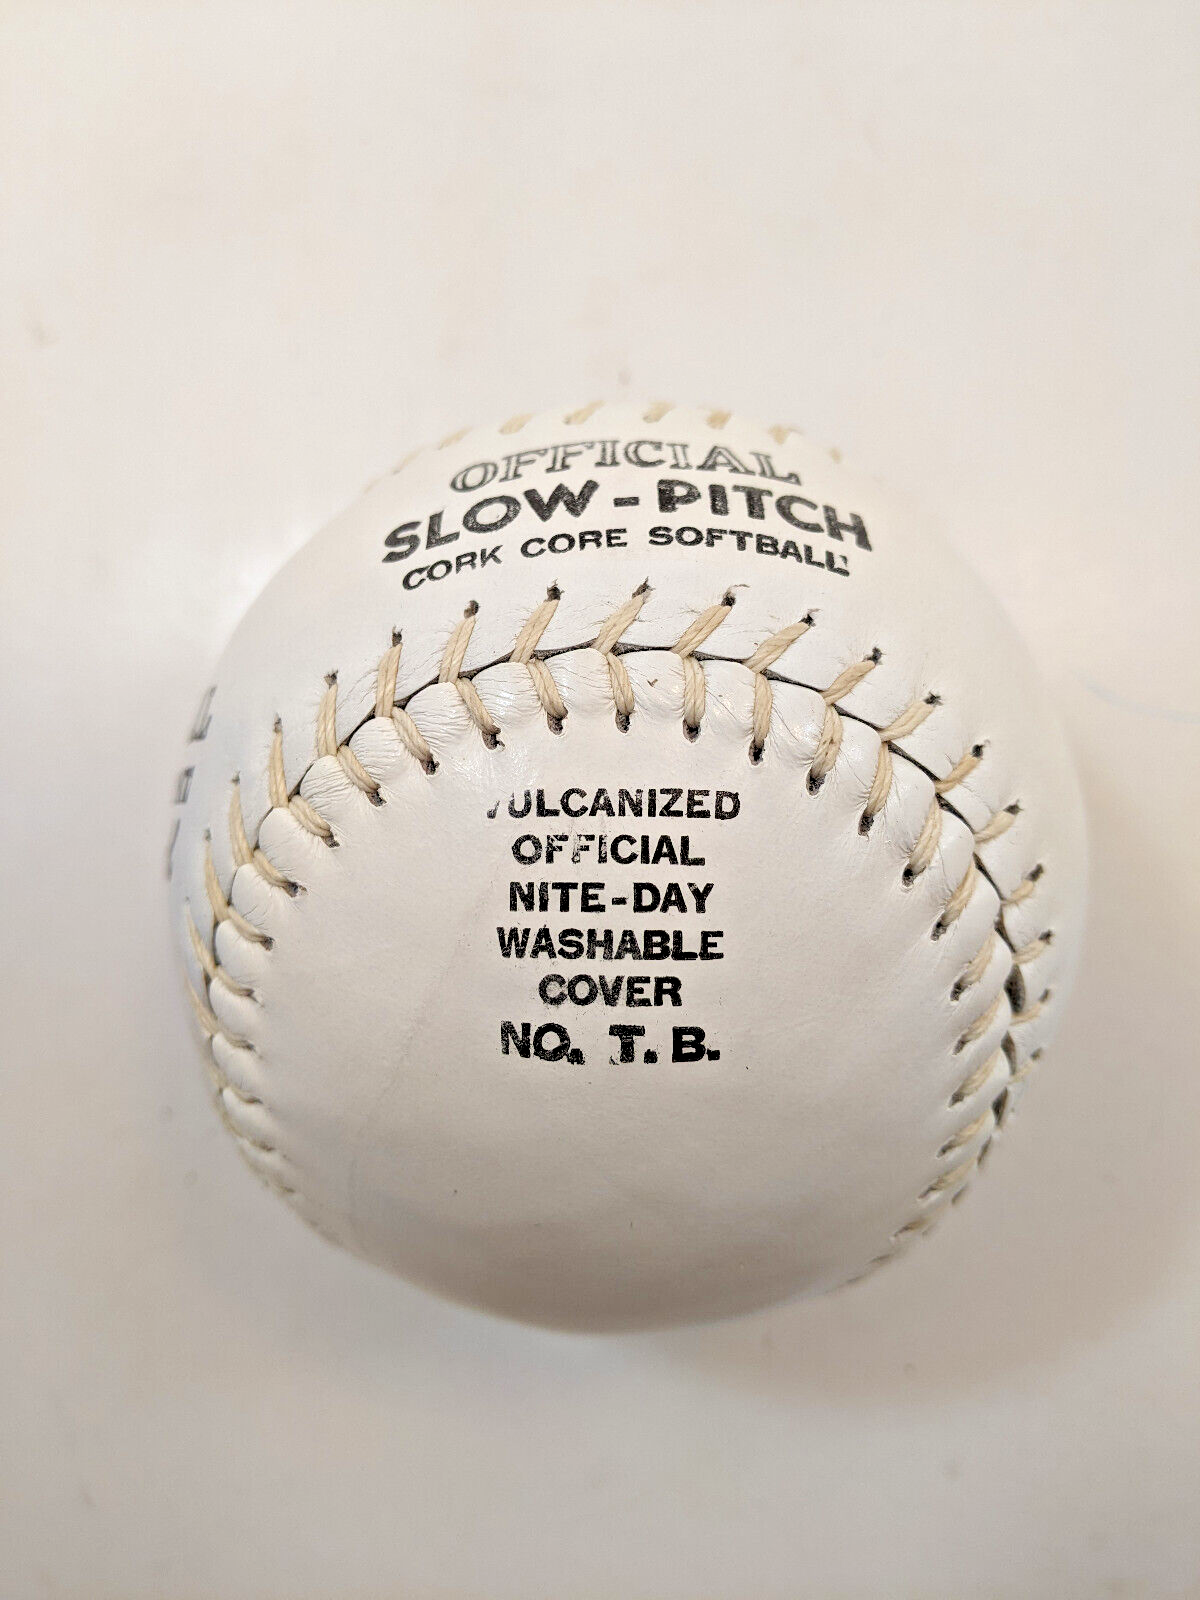 OFFICIAL
SLOW-PITCH
CORK CORE SOFTBALL
VULCANIZED
OFFICIAL
NITE-DAY
WASHABLE
COVER
NO. T. B.